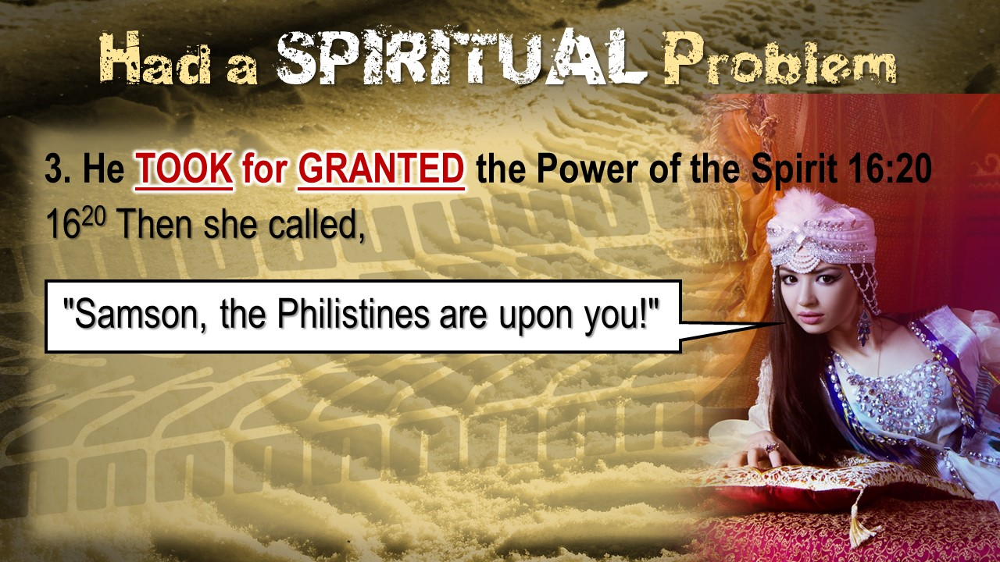 Had a SPIRITUAL Problem
3. He TOOK for GRANTED the Power of the Spirit 16:20
16²⁰ Then she called,
"Samson, the Philistines are upon you!"